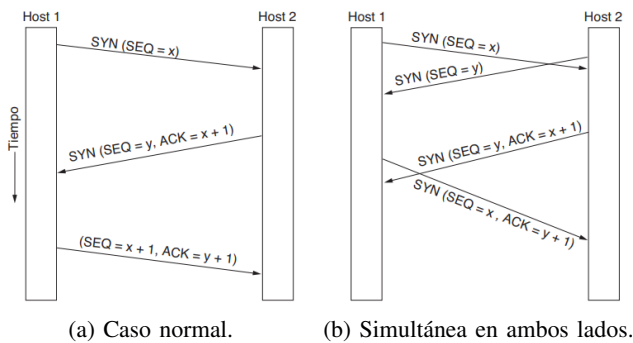 Host 1
Host 2
SYN (SEQ = x)
SYN (SEQ = y, ACK = x + 1)
(SEQ = x + 1, ACK = y + 1)
Tiempo
(a) Caso normal.
Host 1
Host 2
SYN (SEQ = x)
SYN (SEQ = y)
SYN (SEQ = y, ACK = x + 1)
SYN (SEQ = x , ACK = y + 1)
(b) Simultánea en ambos lados.